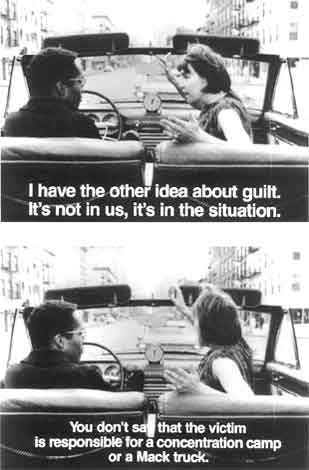 I have the other idea about guilt.
It's not in us, it's in the situation.
You don't say that the victim
is responsible for a concentration camp
or a Mack truck.